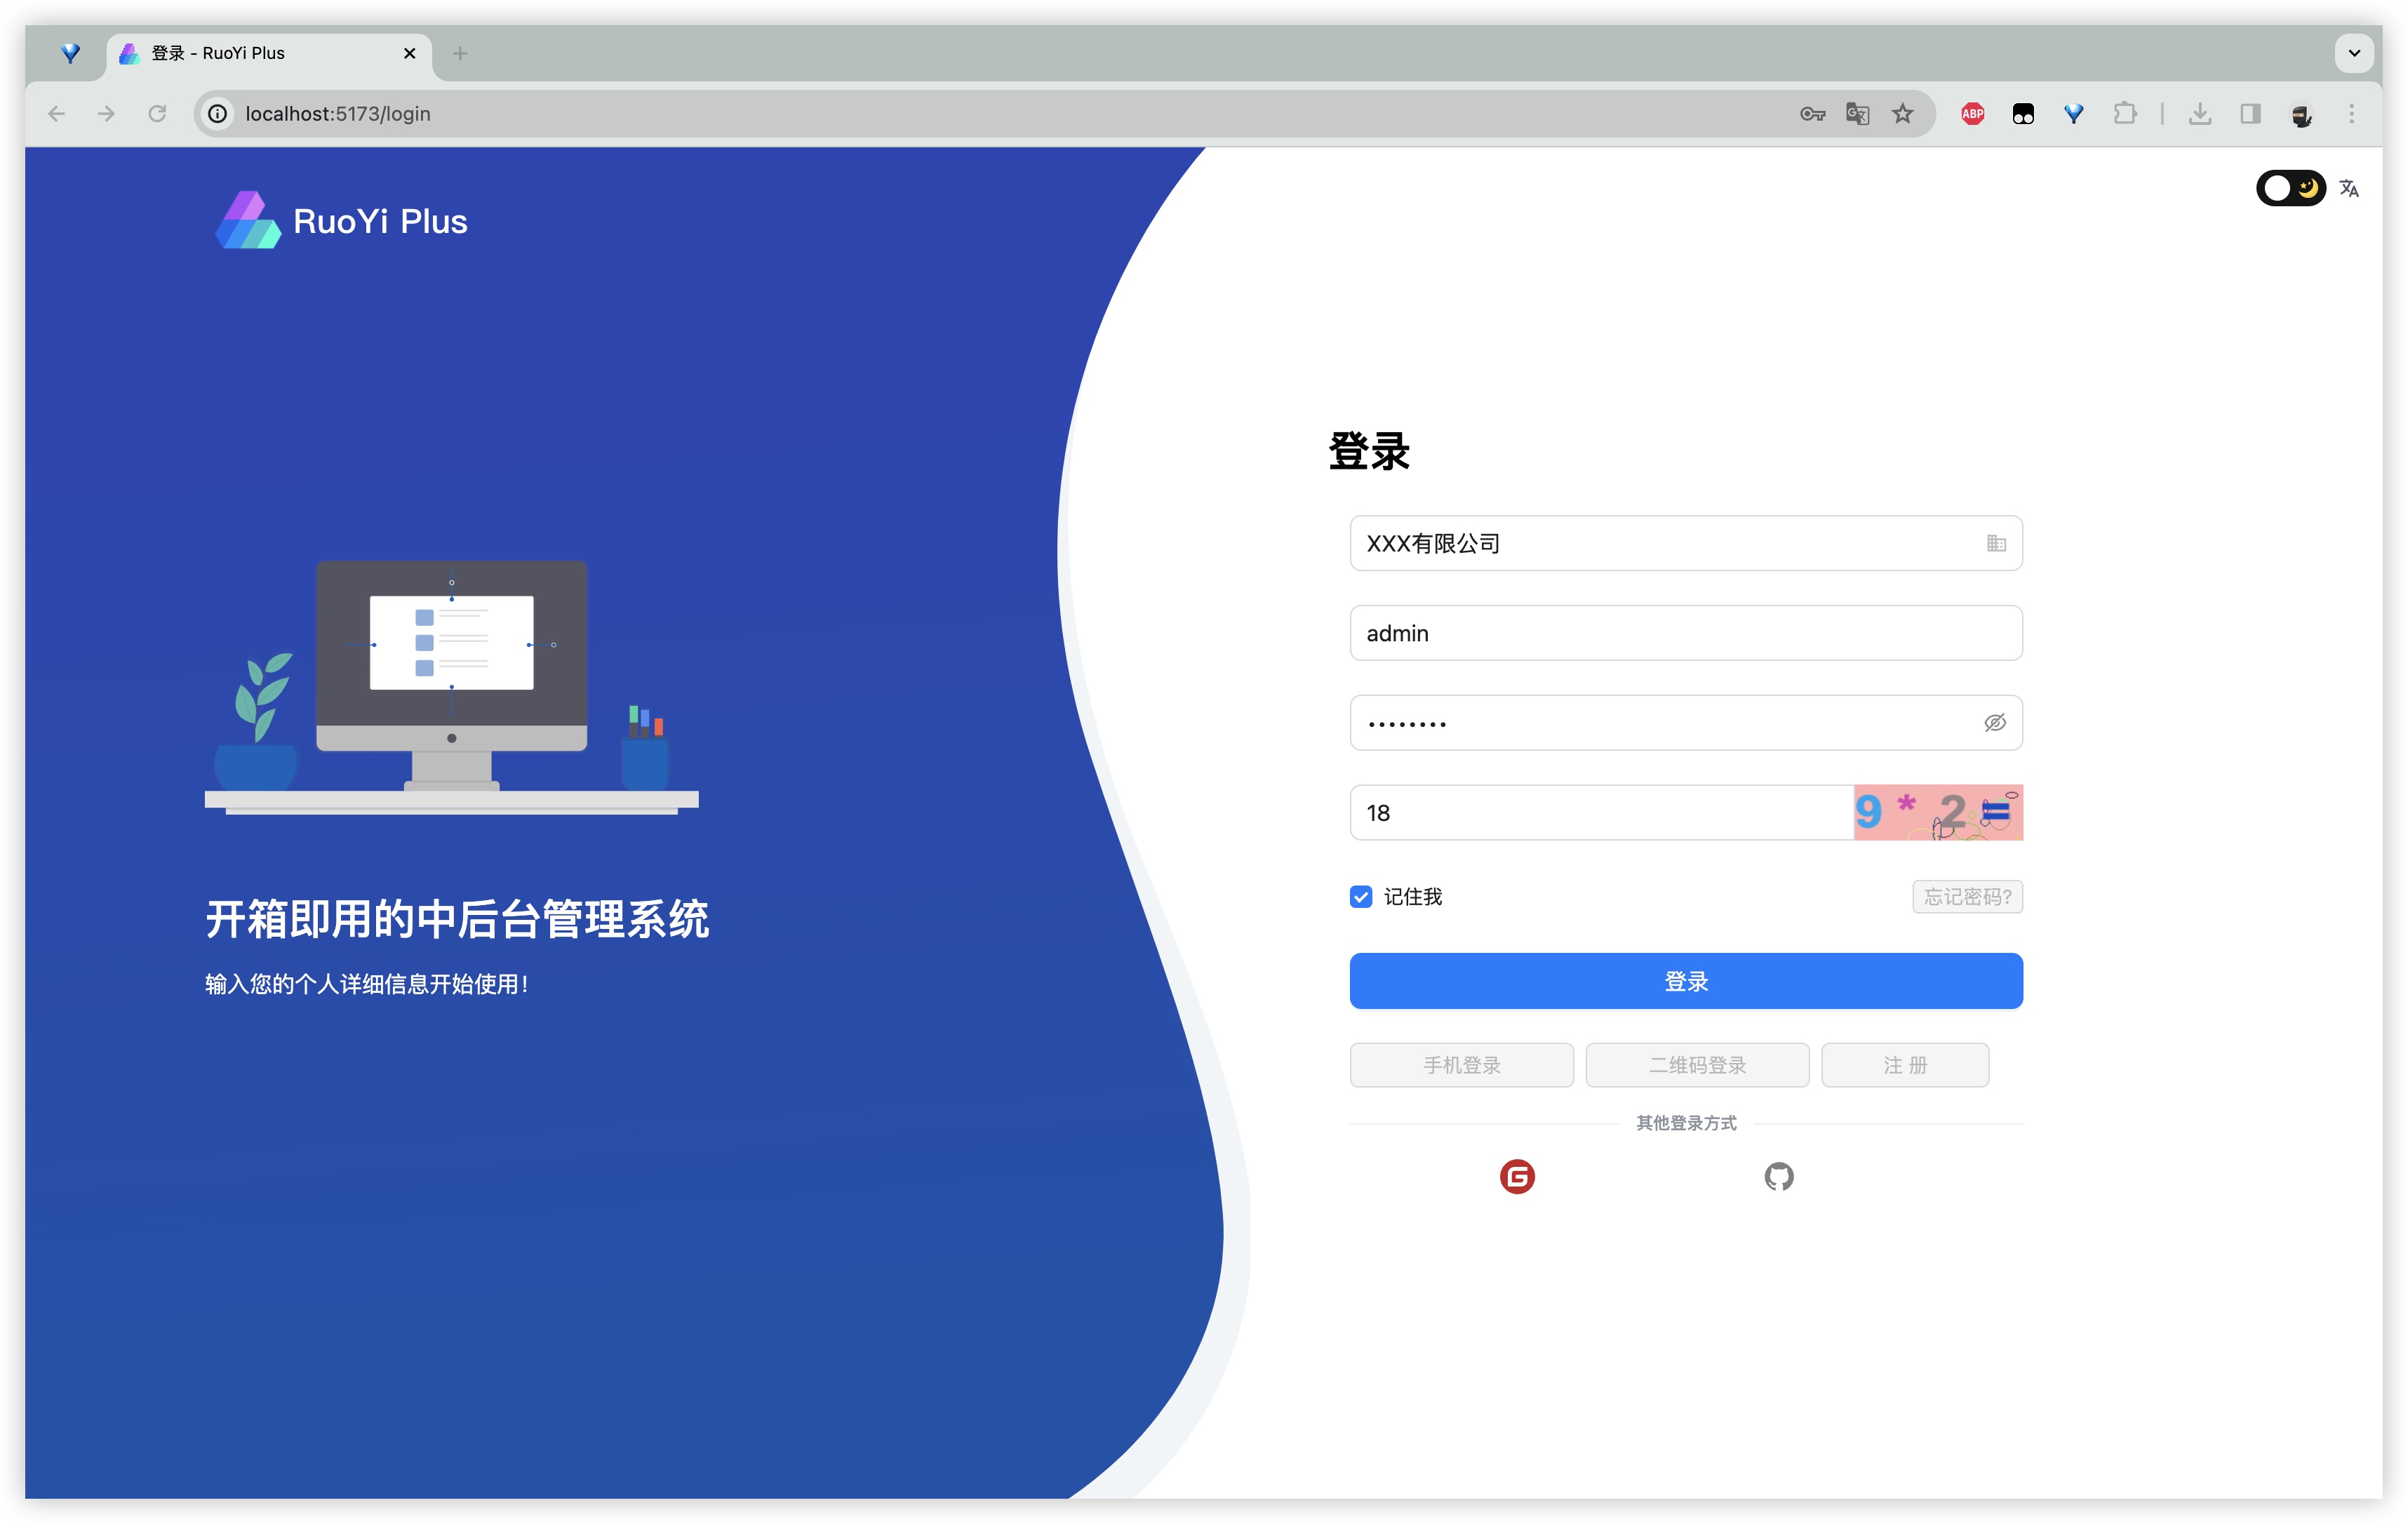 登录 - RuoYi Plus
localhost:5173/login
ABP
RuoYi Plus
开箱即用的中后台管理系统
输入您的个人详细信息开始使用!
登录
XXX有限公司
admin
••••••••
18
9 * 2 =
记住我
忘记密码?
登录
手机登录
二维码登录
注 册
其他登录方式